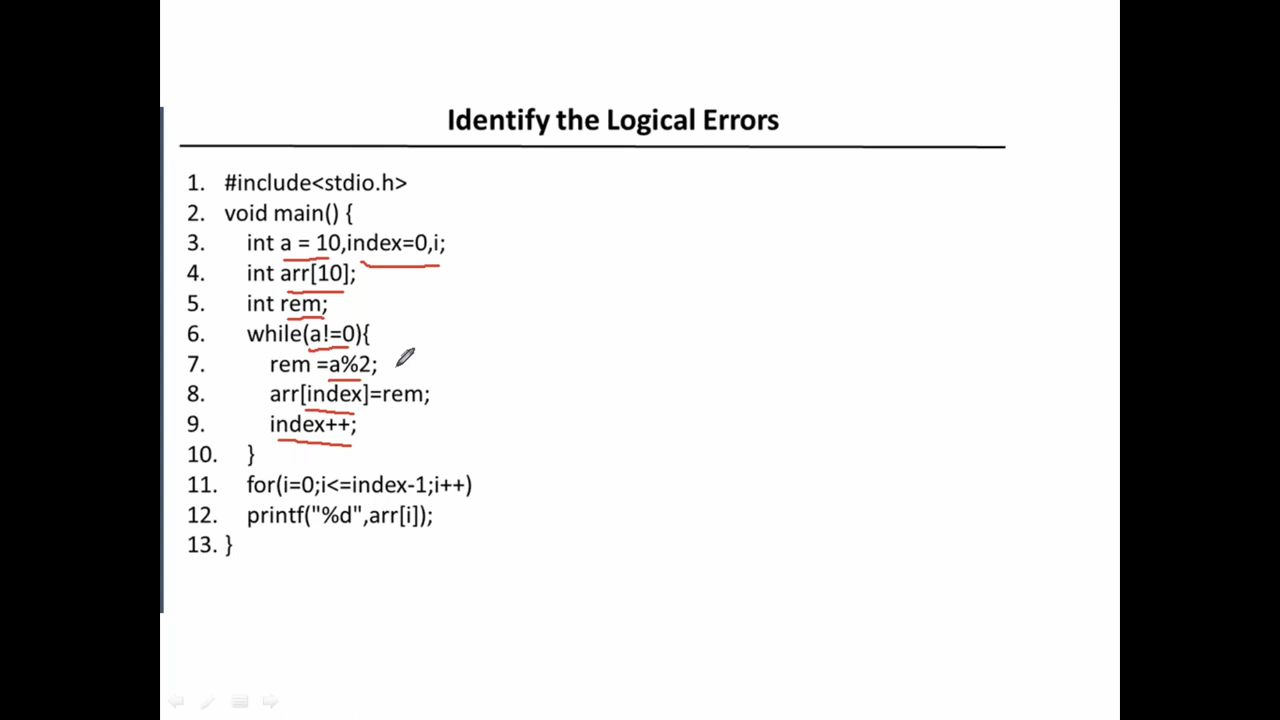 Identify the Logical Errors
1. #include<stdio.h>
2. void main() {
3. int a = 10,index=0,i;
4. int arr[10];
5. int rem;
6. while(a!=0){
7. rem =a%2;
8. arr[index]=rem;
9. index++;
10. }
11. for(i=0;i<=index-1;i++)
12. printf("%d",arr[i]);
13. }